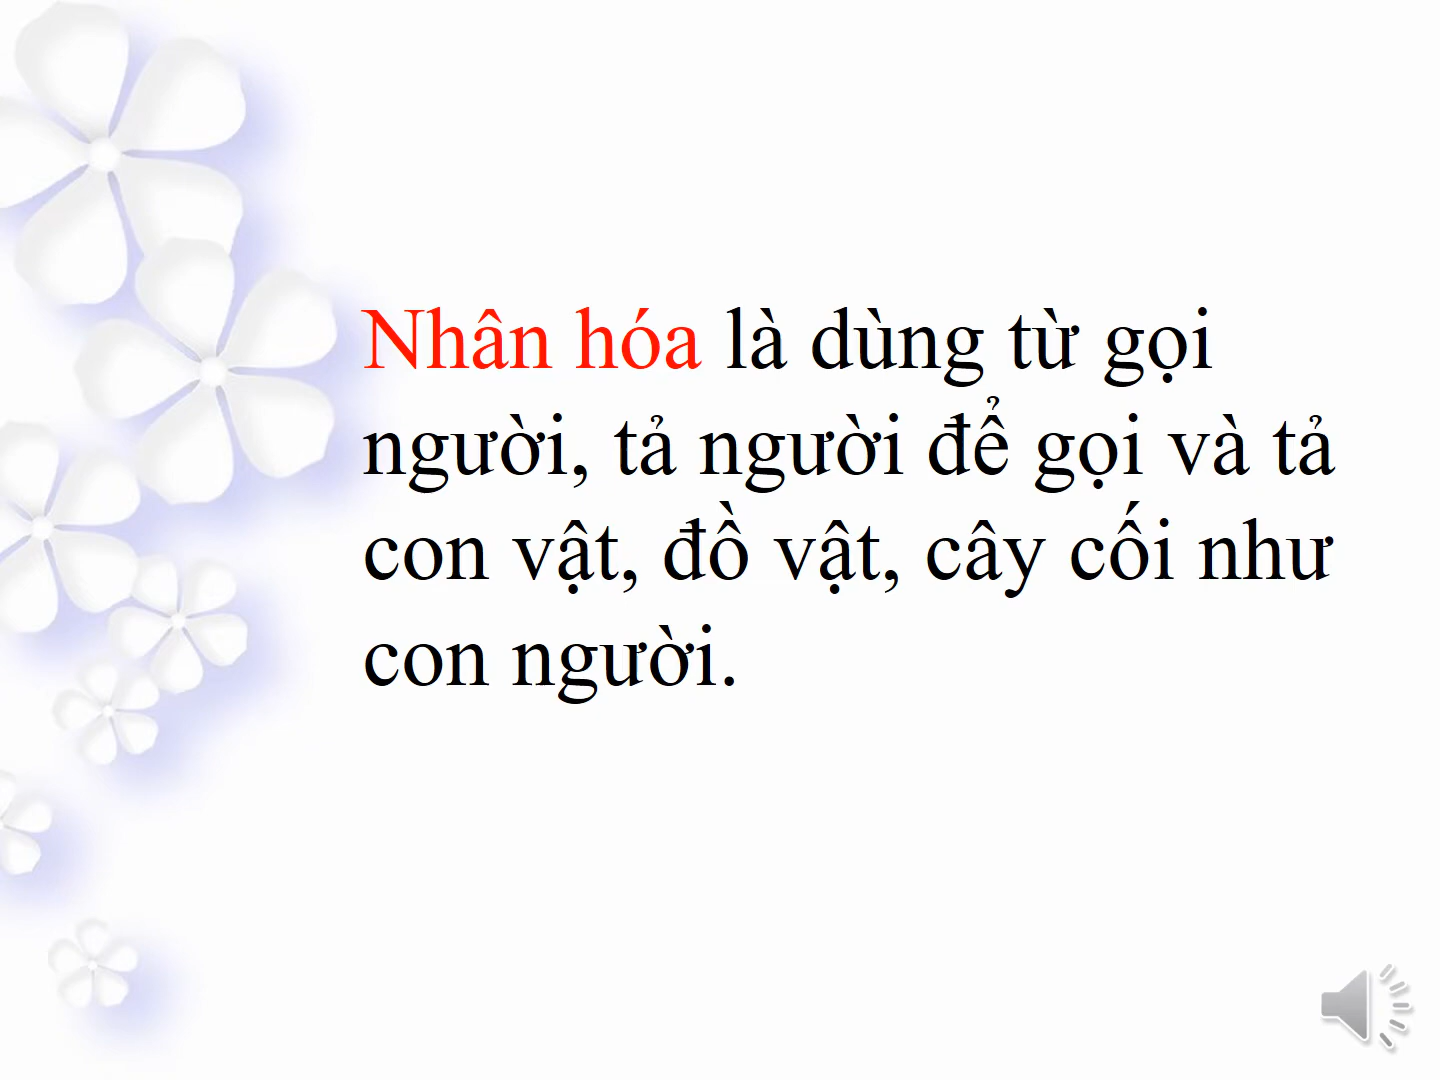 Nhân hóa là dùng từ gọi
người, tả người để gọi và tả
con vật, đồ vật, cây cối như
con người.